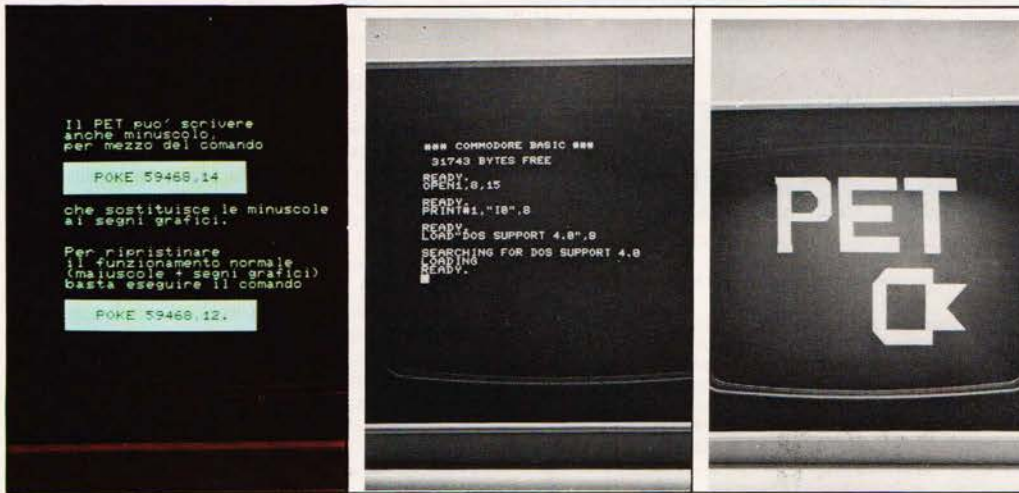 Il PET puo' scrivere
anche minuscolo,
per mezzo del comando
POKE 59468,14
che sostituisce le minuscole
ai segni grafici.
Per ripristinare
il funzionamento normale
(maiuscole + segni grafici)
basta eseguire il comando
POKE 59468,12.
### COMMODORE BASIC ###
31743 BYTES FREE
READY.
OPEN1,8,15
READY.
PRINT#1,"I0",8
READY.
LOAD"DOS SUPPORT 4.0",8
SEARCHING FOR DOS SUPPORT 4.0
LOADING
READY.
PET